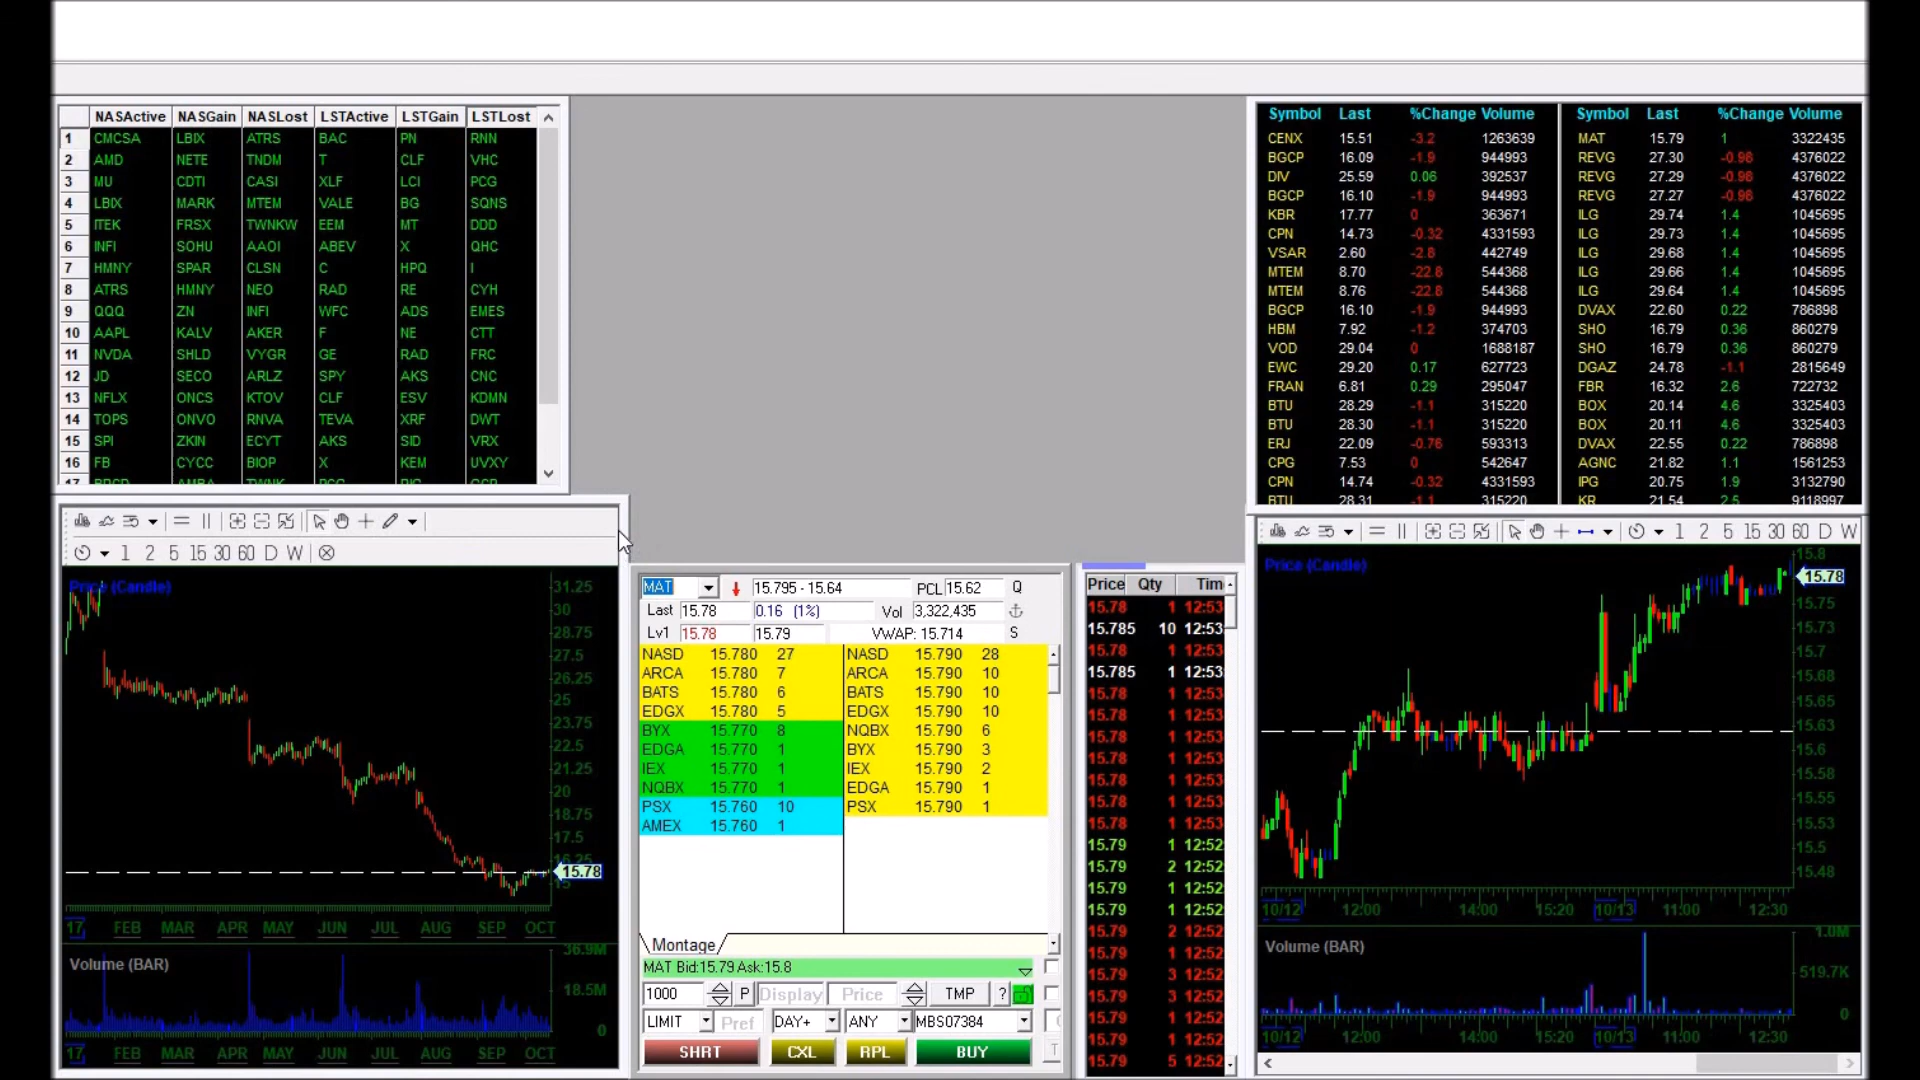 NASActive NASGain NASLost LSTActive LSTGain LSTLost
1 CMCSA LBIX ATRS BAC PN RNN
2 AMD NETE TNDM T CLF VHC
3 MU CDTI CASI XLF LCI PCG
4 LBIX MARK MTEM VALE BG SQNS
5 ITEK FRSX TWNKW EEM MT DDD
6 INFI SOHU AAOI ABEV X QHC
7 HMNY SPAR CLSN C HPQ I
8 ATRS HMNY NEO RAD RE CYH
9 QQQ ZN INFI WFC ADS EMES
10 AAPL KALV AKER F NE CTT
11 NVDA SHLD VYGR GE RAD FRC
12 JD SECO ARLZ SPY AKS CNC
13 NFLX ONCS KTOV CLF ESV KDMN
14 TOPS ONVO RNVA TEVA XRF DWT
15 SPI ZKIN ECYT AKS SID VRX
16 FB CYCC BIOP X KEM UVXY
Symbol Last %Change Volume
CENX 15.51 -3.2 1263639
BGCP 16.09 -1.9 944993
DIV 25.59 0.06 392537
BGCP 16.10 -1.9 944993
KBR 17.77 0 363671
CPN 14.73 -0.32 4331593
VSAR 2.60 -2.8 442749
MTEM 8.70 -22.8 544368
MTEM 8.76 -22.8 544368
BGCP 16.10 -1.9 944993
HBM 7.92 -1.2 374703
VOD 29.04 0 1688187
EWC 29.20 0.17 627723
FRAN 6.81 0.29 295047
BTU 28.29 -1.1 315220
BTU 28.30 -1.1 315220
ERJ 22.09 -0.76 593313
CPG 7.53 0 542647
CPN 14.74 -0.32 4331593
BTU 28.31 -1.1 315220
Symbol Last %Change Volume
MAT 15.79 1 3322435
REVG 27.30 -0.98 4376022
REVG 27.29 -0.98 4376022
REVG 27.27 -0.98 4376022
ILG 29.74 1.4 1045695
ILG 29.73 1.4 1045695
ILG 29.68 1.4 1045695
ILG 29.66 1.4 1045695
ILG 29.64 1.4 1045695
DVAX 22.60 0.22 786898
SHO 16.79 0.36 860279
SHO 16.79 0.36 860279
DGAZ 24.78 -1.1 2815649
FBR 16.32 2.6 722732
BOX 20.14 4.6 3325403
BOX 20.11 4.6 3325403
DVAX 22.55 0.22 786898
AGNC 21.82 1.1 1561253
IPG 20.75 1.9 3132790
KR 21.54 2.5 9118997
1 2 5 15 30 60 D W
Price (Candle)
31.25
30
28.75
27.5
26.25
25
23.75
22.5
21.25
20
18.75
17.5
16.25
15.78
15
17 FEB MAR APR MAY JUN JUL AUG SEP OCT
Volume (BAR)
36.9M
18.5M
0
17 FEB MAR APR MAY JUN JUL AUG SEP OCT
MAT 15.795 - 15.64 PCL 15.62 Q
Last 15.78 0.16 (1%) Vol 3,322,435
Lv1 15.78 15.79 VWAP: 15.714 S
NASD 15.780 27 NASD 15.790 28
ARCA 15.780 7 ARCA 15.790 10
BATS 15.780 6 BATS 15.790 10
EDGX 15.780 5 EDGX 15.790 10
BYX 15.770 8 NQBX 15.790 6
EDGA 15.770 1 BYX 15.790 3
IEX 15.770 1 IEX 15.790 2
NQBX 15.770 1 EDGA 15.790 1
PSX 15.760 10 PSX 15.790 1
AMEX 15.760 1
Montage
MAT Bid:15.79 Ask:15.8
1000 P Display Price TMP ?
LIMIT Pref DAY+ ANY MBS07384
SHRT CXL RPL BUY T
Price Qty Tim
15.78 1 12:53
15.785 10 12:53
15.78 1 12:53
15.785 1 12:53
15.78 1 12:53
15.78 1 12:53
15.78 1 12:53
15.78 1 12:53
15.78 1 12:53
15.78 1 12:53
15.78 1 12:53
15.79 1 12:52
15.79 2 12:52
15.79 1 12:52
15.79 1 12:52
15.79 2 12:52
15.79 1 12:52
15.79 3 12:52
15.79 3 12:52
15.79 1 12:52
15.79 1 12:52
15.79 5 12:52
1 2 5 15 30 60 D W
Price (Candle)
15.8
15.78
15.75
15.73
15.7
15.68
15.65
15.63
15.6
15.58
15.55
15.53
15.5
15.48
10/12 12:00 14:00 15:20 10/13 11:00 12:30
Volume (BAR)
1.0M
519.7K
0
10/12 12:00 14:00 15:20 10/13 11:00 12:30